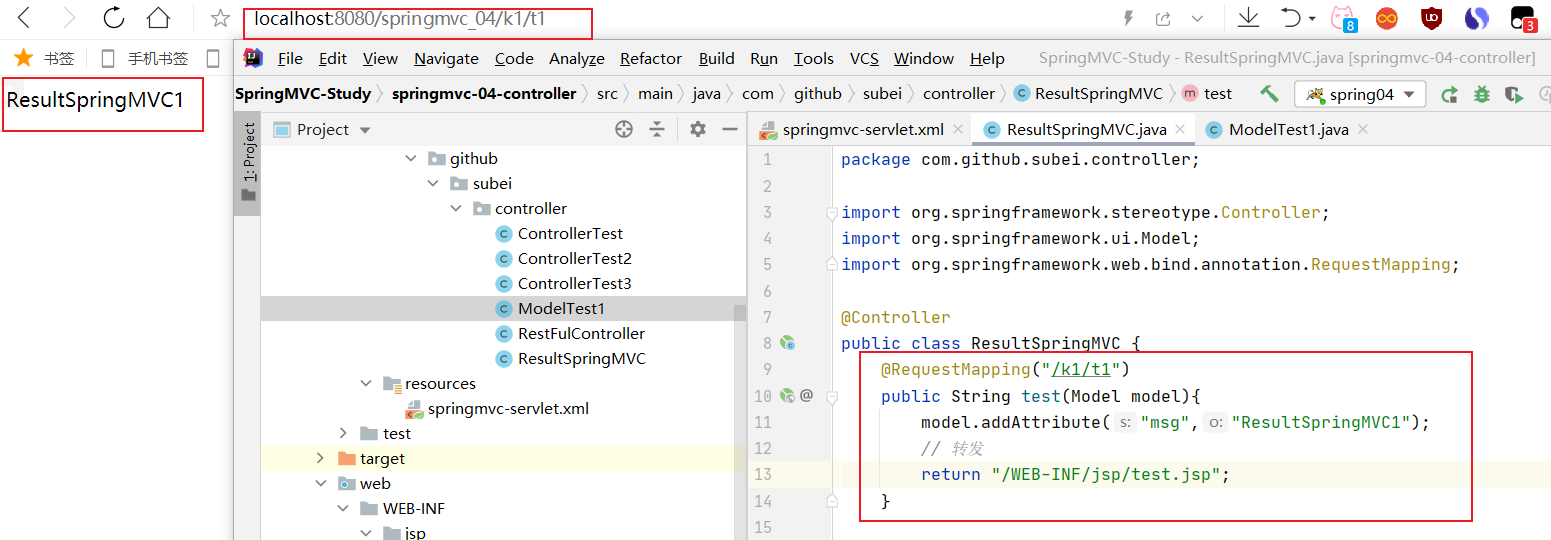 localhost:8080/springmvc_04/k1/t1
8
3
书签
手机书签
ResultSpringMVC1
File Edit View Navigate Code Analyze Refactor Build Run Tools VCS Window Help SpringMVC-Study - ResultSpringMVC.java [springmvc-04-controller]
SpringMVC-Study springmvc-04-controller src main java com github subei controller ResultSpringMVC test spring04
1: Project
Project
github
subei
controller
ControllerTest
ControllerTest2
ControllerTest3
ModelTest1
RestFulController
ResultSpringMVC
resources
springmvc-servlet.xml
test
target
web
WEB-INF
jsp
springmvc-servlet.xml ResultSpringMVC.java ModelTest1.java
1 package com.github.subei.controller;
2
3 import org.springframework.stereotype.Controller;
4 import org.springframework.ui.Model;
5 import org.springframework.web.bind.annotation.RequestMapping;
6
7 @Controller
8 public class ResultSpringMVC {
9 @RequestMapping("/k1/t1")
10 @ public String test(Model model){
11 model.addAttribute( s: "msg", o: "ResultSpringMVC1");
12 // 转发
13 return "/WEB-INF/jsp/test.jsp";
14 }
15